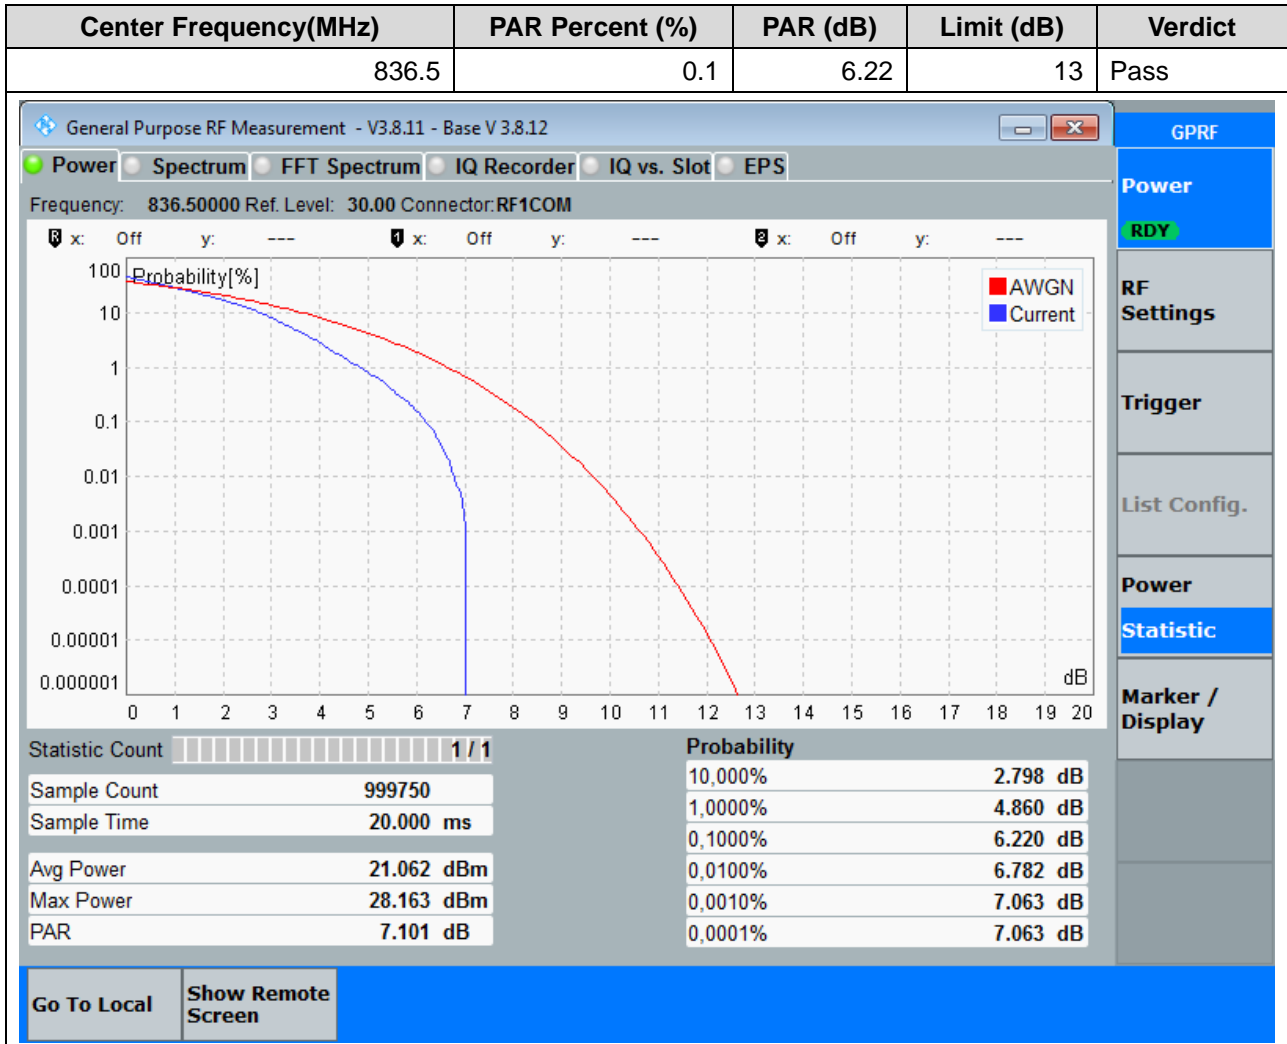 Center Frequency(MHz) PAR Percent (%) PAR (dB) Limit (dB) Verdict
836.5 0.1 6.22 13 Pass
General Purpose RF Measurement - V3.8.11 - Base V 3.8.12
GPRF
Power Spectrum FFT Spectrum IQ Recorder IQ vs. Slot EPS
Frequency: 836.50000 Ref. Level: 30.00 Connector:RF1COM
R x: Off y: --- 1 x: Off y: --- 2 x: Off y: ---
Probability[%]
AWGN
Current
100
10
1
0.1
0.01
0.001
0.0001
0.00001
0.000001
dB
0 1 2 3 4 5 6 7 8 9 10 11 12 13 14 15 16 17 18 19 20
Statistic Count 1 / 1
Sample Count 999750
Sample Time 20.000 ms
Avg Power 21.062 dBm
Max Power 28.163 dBm
PAR 7.101 dB
Probability
10,000% 2.798 dB
1,0000% 4.860 dB
0,1000% 6.220 dB
0,0100% 6.782 dB
0,0010% 7.063 dB
0,0001% 7.063 dB
Power
RDY
RF
Settings
Trigger
List Config.
Power
Statistic
Marker /
Display
Go To Local
Show Remote
Screen